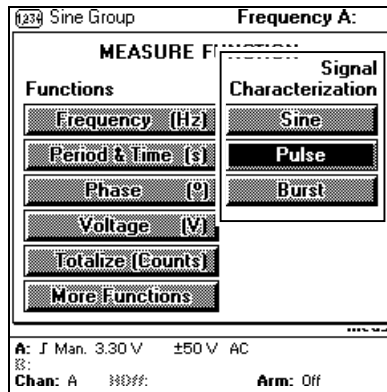 1234 Sine Group Frequency A:
MEASURE
Signal
Functions Characterization
Frequency (Hz) Sine
Period & Time (s) Pulse
Phase (º) Burst
Voltage (V)
Totalize (Counts)
More Functions
A: ƒ Man. 3.30 V ±50 V AC
B:
Chan: A Arm: Off